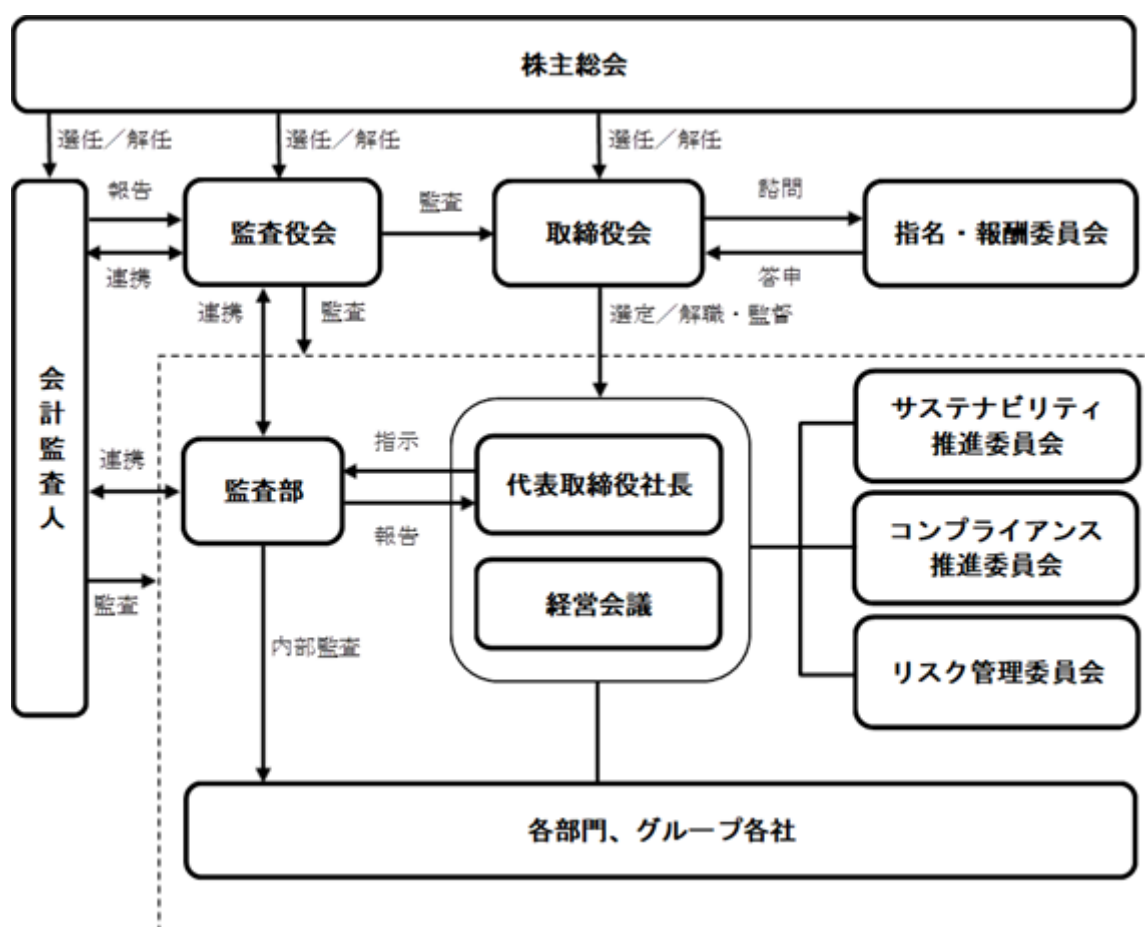 株主総会
選任／解任
選任／解任
選任／解任
報告
監査役会
監査
取締役会
諮問
指名・報酬委員会
連携
答申
連携
監査
選定／解職・監督
会計監査人
サステナビリティ
推進委員会
連携
監査部
指示
代表取締役社長
報告
コンプライアンス
推進委員会
監査
経営会議
内部監査
リスク管理委員会
各部門、グループ各社